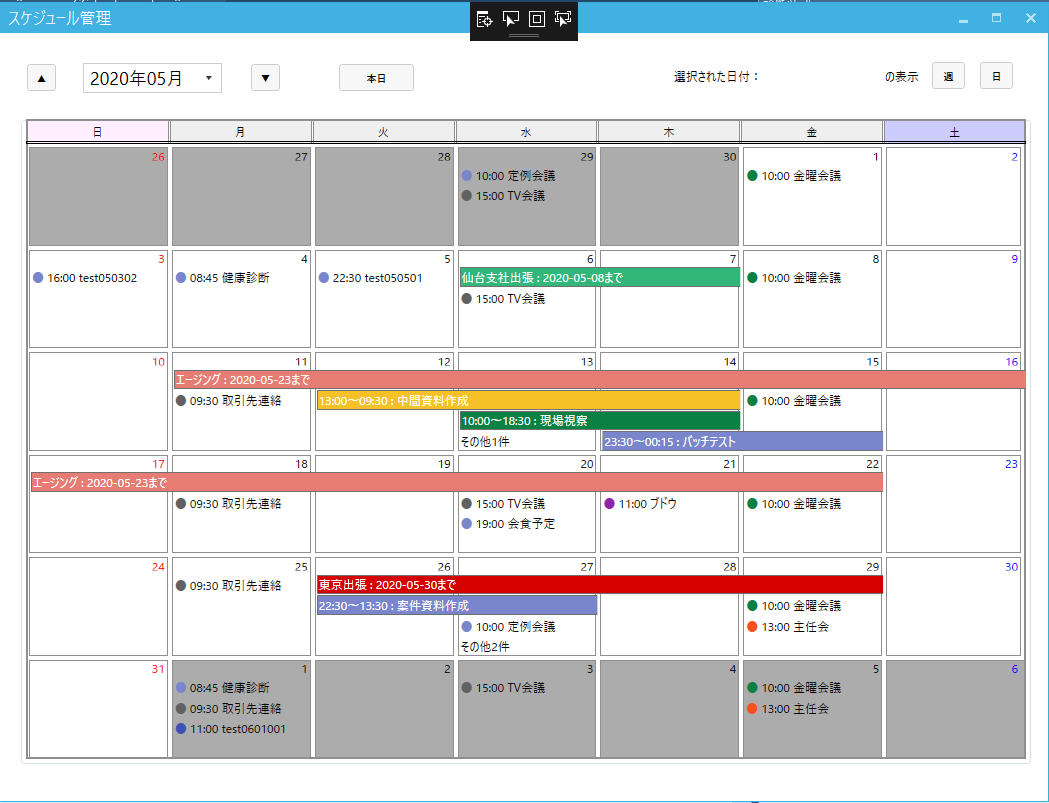 スケジュール管理
▲ 2020年05月 ▼ 本日 選択された日付： の表示 週 日
日 月 火 水 木 金 土
26 27 28 29 30 1 2
10:00 定例会議 10:00 金曜会議
15:00 TV会議
3 4 5 6 7 8 9
16:00 test050302 08:45 健康診断 22:30 test050501 仙台支社出張 : 2020-05-08まで 10:00 金曜会議
15:00 TV会議
10 11 12 13 14 15 16
エージング : 2020-05-23まで
09:30 取引先連絡 13:00～09:30 : 中間資料作成 10:00 金曜会議
10:00～18:30 : 現場視察
その他1件 23:30～00:15 : パッチテスト
17 18 19 20 21 22 23
エージング : 2020-05-23まで
09:30 取引先連絡 15:00 TV会議 11:00 ブドウ 10:00 金曜会議
19:00 会食予定
24 25 26 27 28 29 30
09:30 取引先連絡 東京出張 : 2020-05-30まで
22:30～13:30 : 案件資料作成 10:00 金曜会議
10:00 定例会議 13:00 主任会
その他2件
31 1 2 3 4 5 6
08:45 健康診断 15:00 TV会議 10:00 金曜会議
09:30 取引先連絡 13:00 主任会
11:00 test0601001